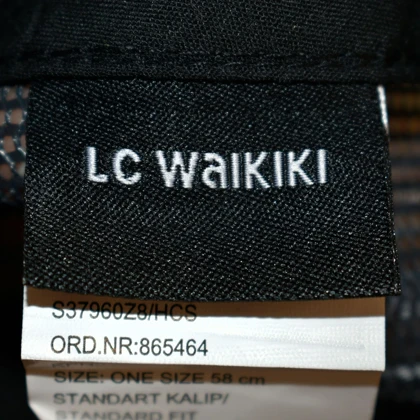 LC WaIKIKI
S37960Z8/HCS
ORD.NR:865464
SIZE: ONE SIZE 58 cm
STANDART KALIP/
STANDARD FIT